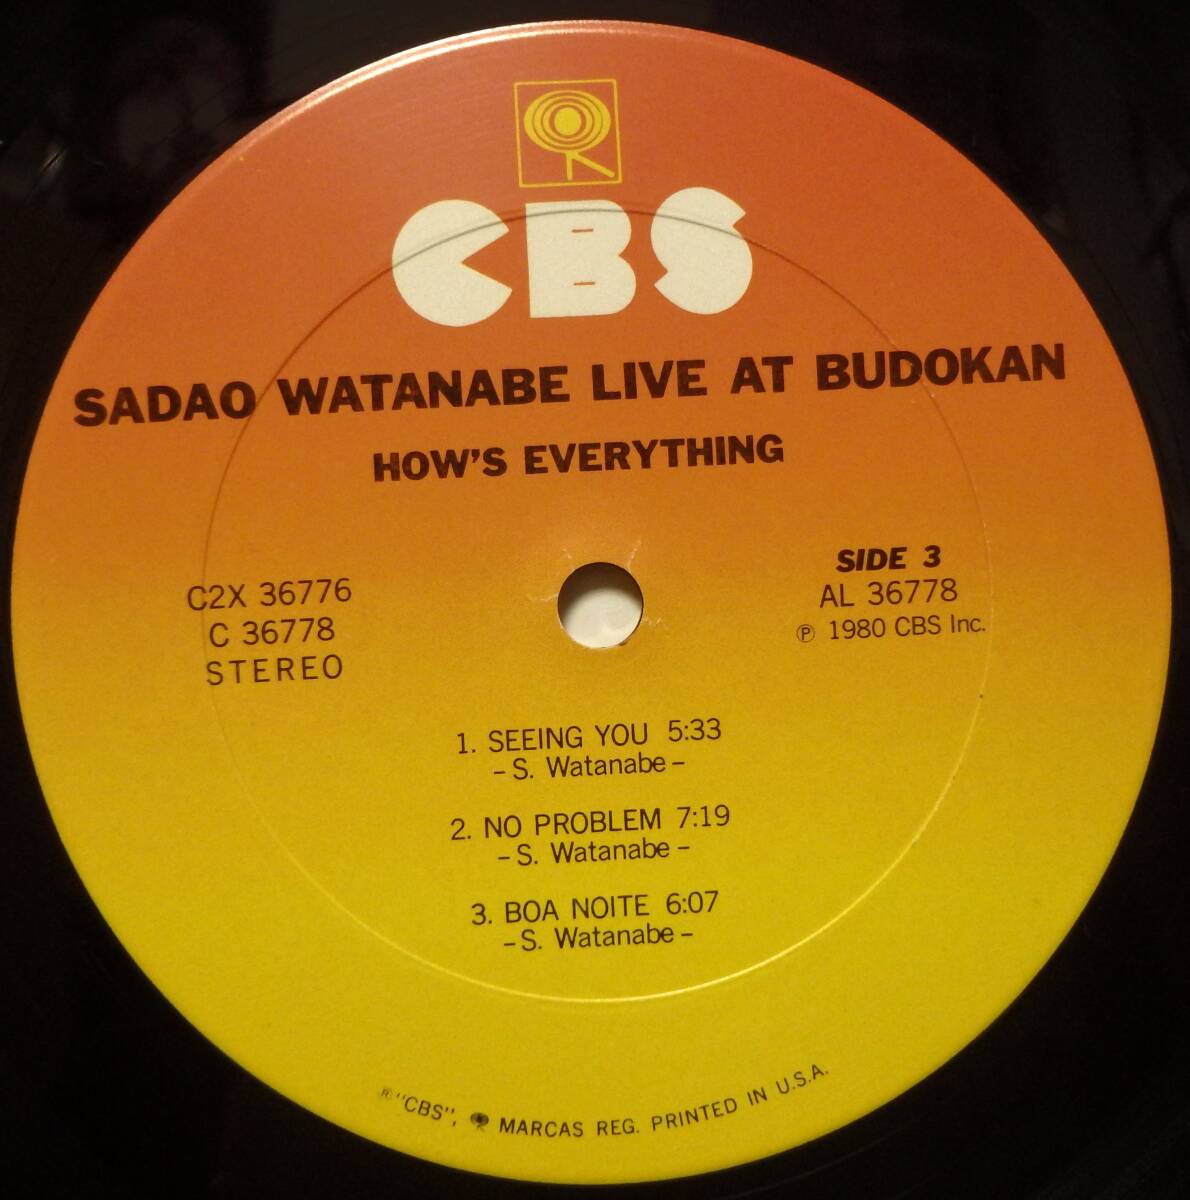 CBS
SADAO WATANABE LIVE AT BUDOKAN
HOW'S EVERYTHING
C2X 36776
C 36778
STEREO
SIDE 3
AL 36778
℗ 1980 CBS Inc.
1. SEEING YOU 5:33
– S. Watanabe –
2. NO PROBLEM 7:19
– S. Watanabe –
3. BOA NOITE 6:07
– S. Watanabe –
® "CBS", MARCAS REG. PRINTED IN U.S.A.